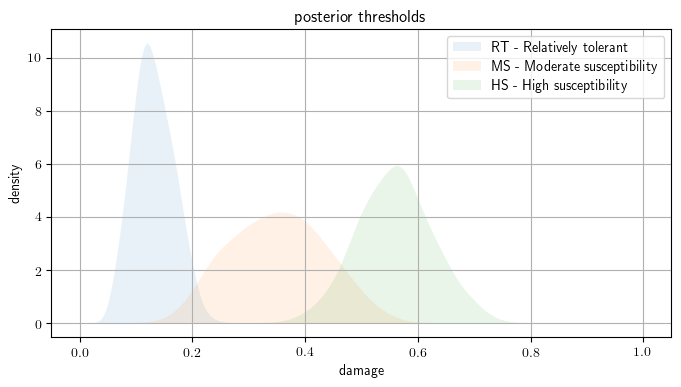 posterior thresholds
RT - Relatively tolerant
MS - Moderate susceptibility
HS - High susceptibility
density
10
8
6
4
2
0
0.0 0.2 0.4 0.6 0.8 1.0
damage